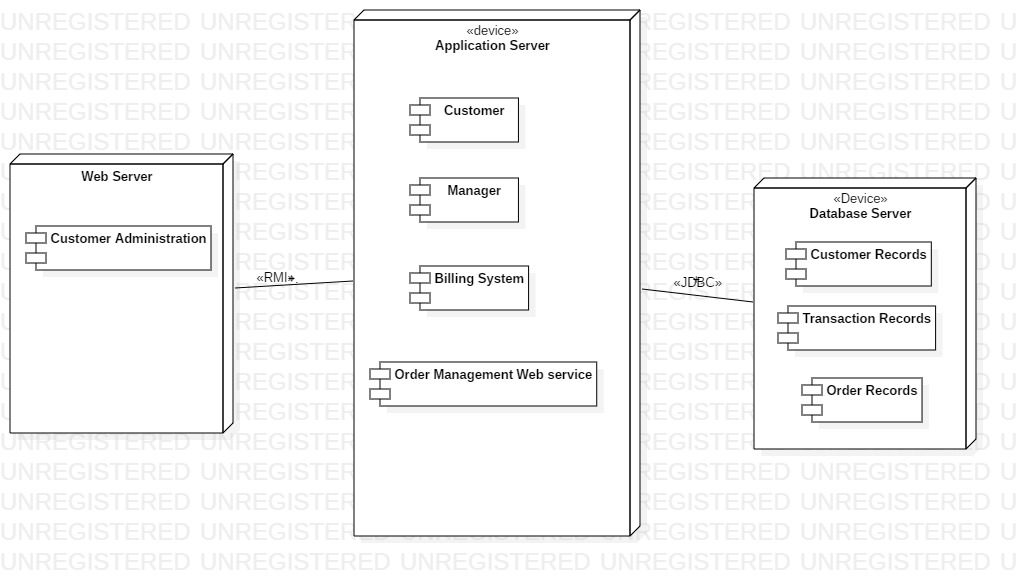 «device»
Application Server
Customer
Manager
Billing System
Order Management Web service
Web Server
Customer Administration
«RMI»
«JDBC»
«Device»
Database Server
Customer Records
Transaction Records
Order Records
UNREGISTERED